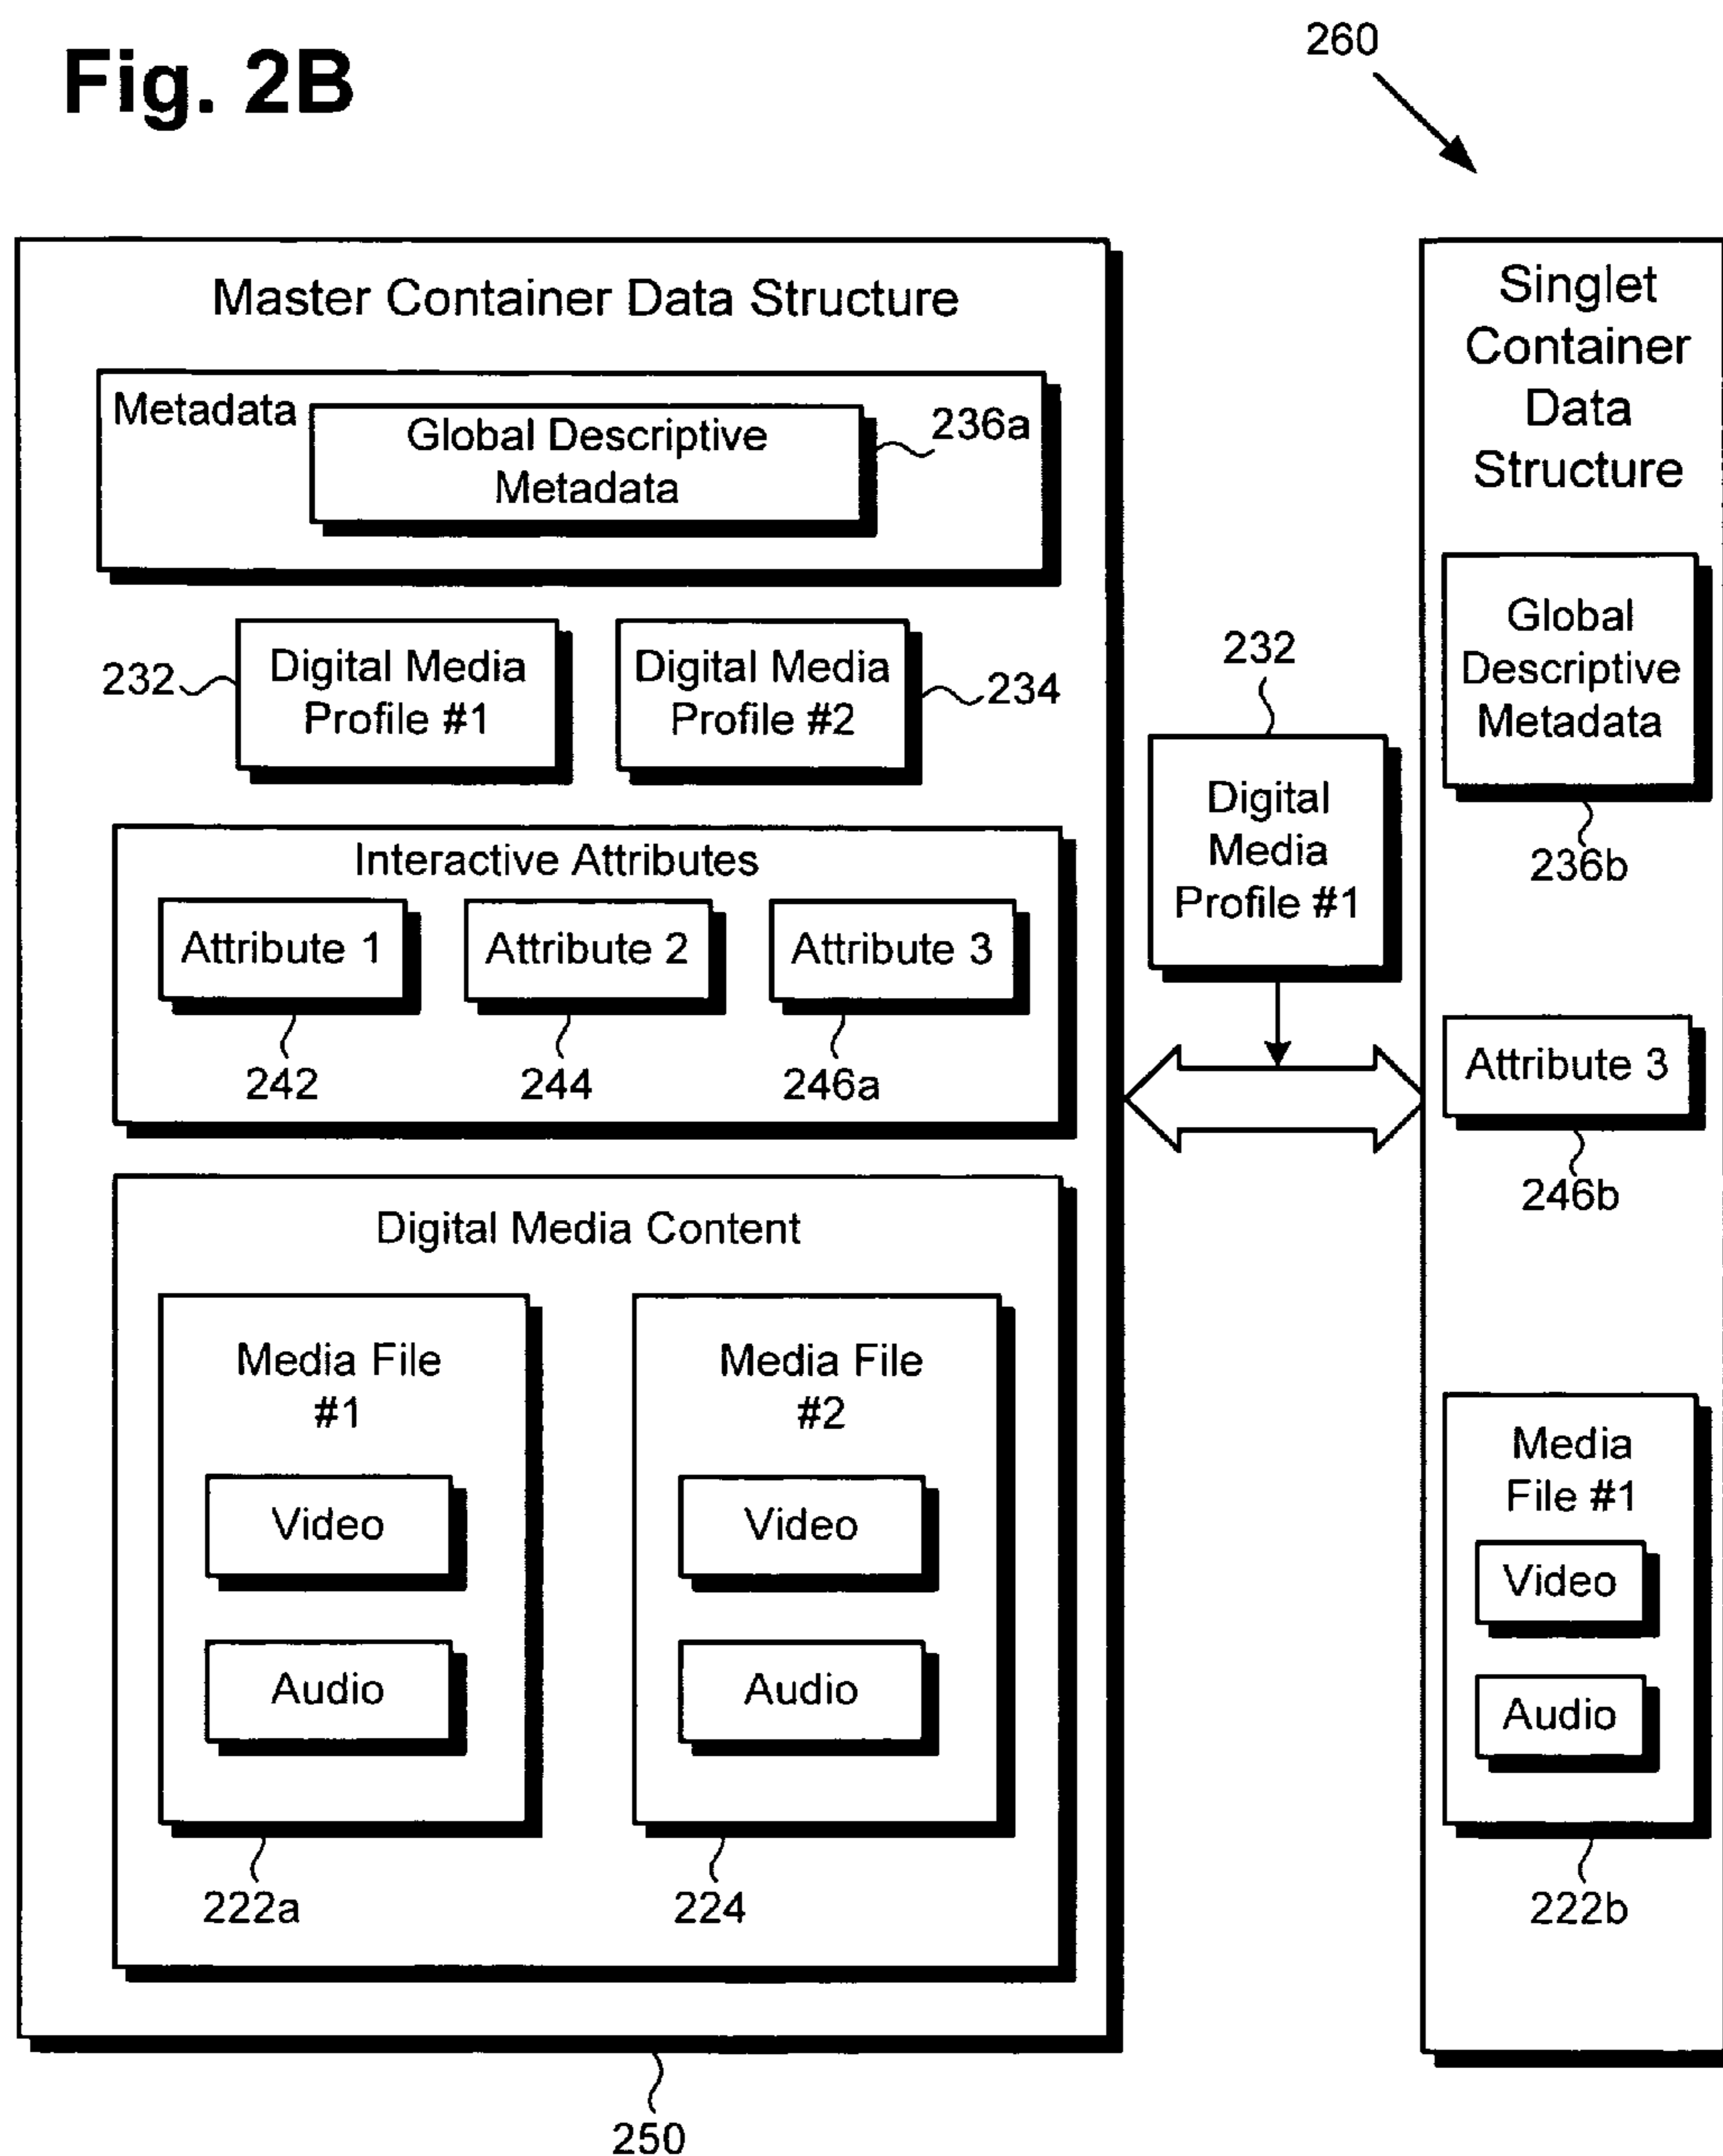 Fig. 2B
260
Master Container Data Structure
Metadata
Global Descriptive
Metadata
236a
232
Digital Media
Profile #1
Digital Media
Profile #2
234
Interactive Attributes
Attribute 1
Attribute 2
Attribute 3
242
244
246a
Digital Media Content
Media File
#1
Video
Audio
222a
Media File
#2
Video
Audio
224
250
232
Digital
Media
Profile #1
Singlet
Container
Data
Structure
Global
Descriptive
Metadata
236b
Attribute 3
246b
Media
File #1
Video
Audio
222b